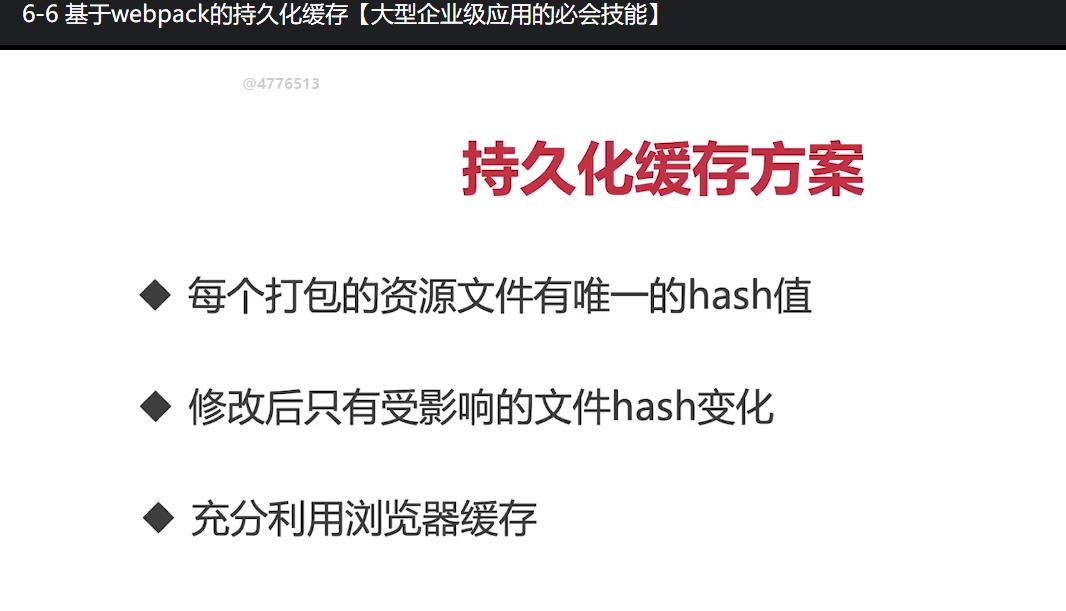 6-6 基于webpack的持久化缓存【大型企业级应用的必会技能】
@4776513
持久化缓存方案
◆ 每个打包的资源文件有唯一的hash值
◆ 修改后只有受影响的文件hash变化
◆ 充分利用浏览器缓存